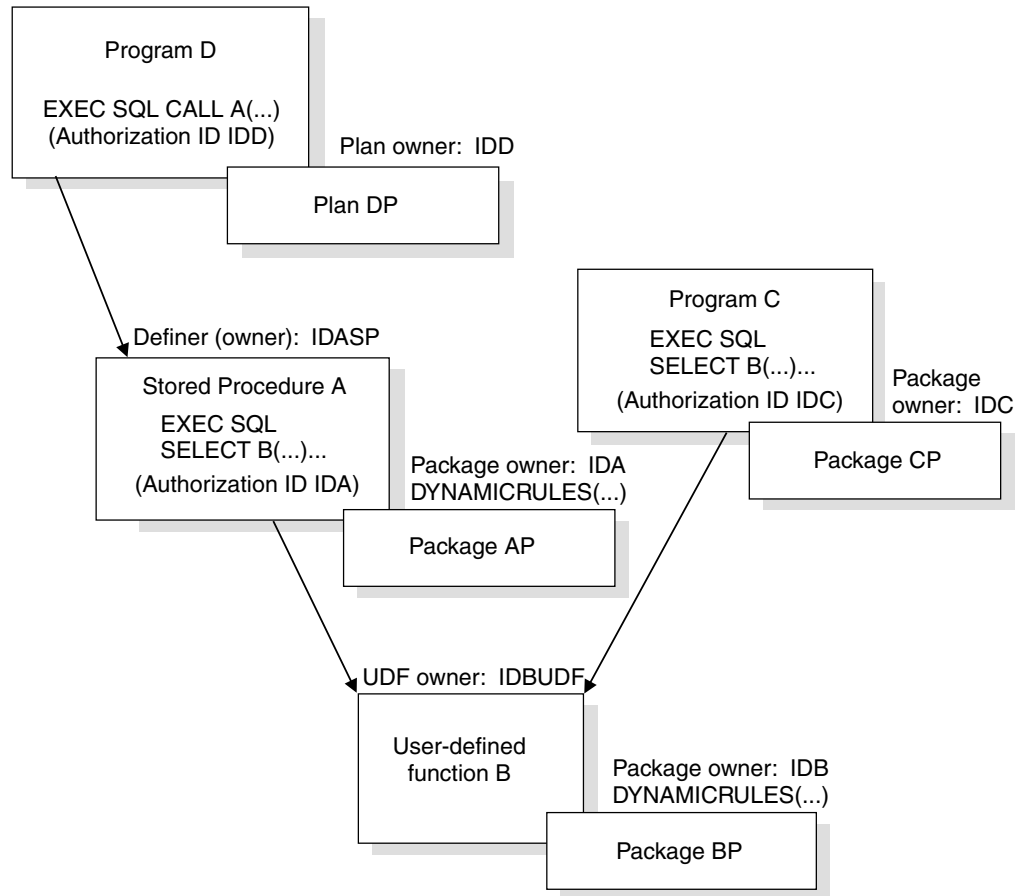 Program D
EXEC SQL CALL A(...)
(Authorization ID IDD)
Plan owner: IDD
Plan DP
Program C
EXEC SQL
SELECT B(...)...
(Authorization ID IDC)
Package
owner: IDC
Package CP
Definer (owner): IDASP
Stored Procedure A
EXEC SQL
SELECT B(...)...
(Authorization ID IDA)
Package owner: IDA
DYNAMICRULES(...)
Package AP
UDF owner: IDBUDF
User-defined
function B
Package owner: IDB
DYNAMICRULES(...)
Package BP